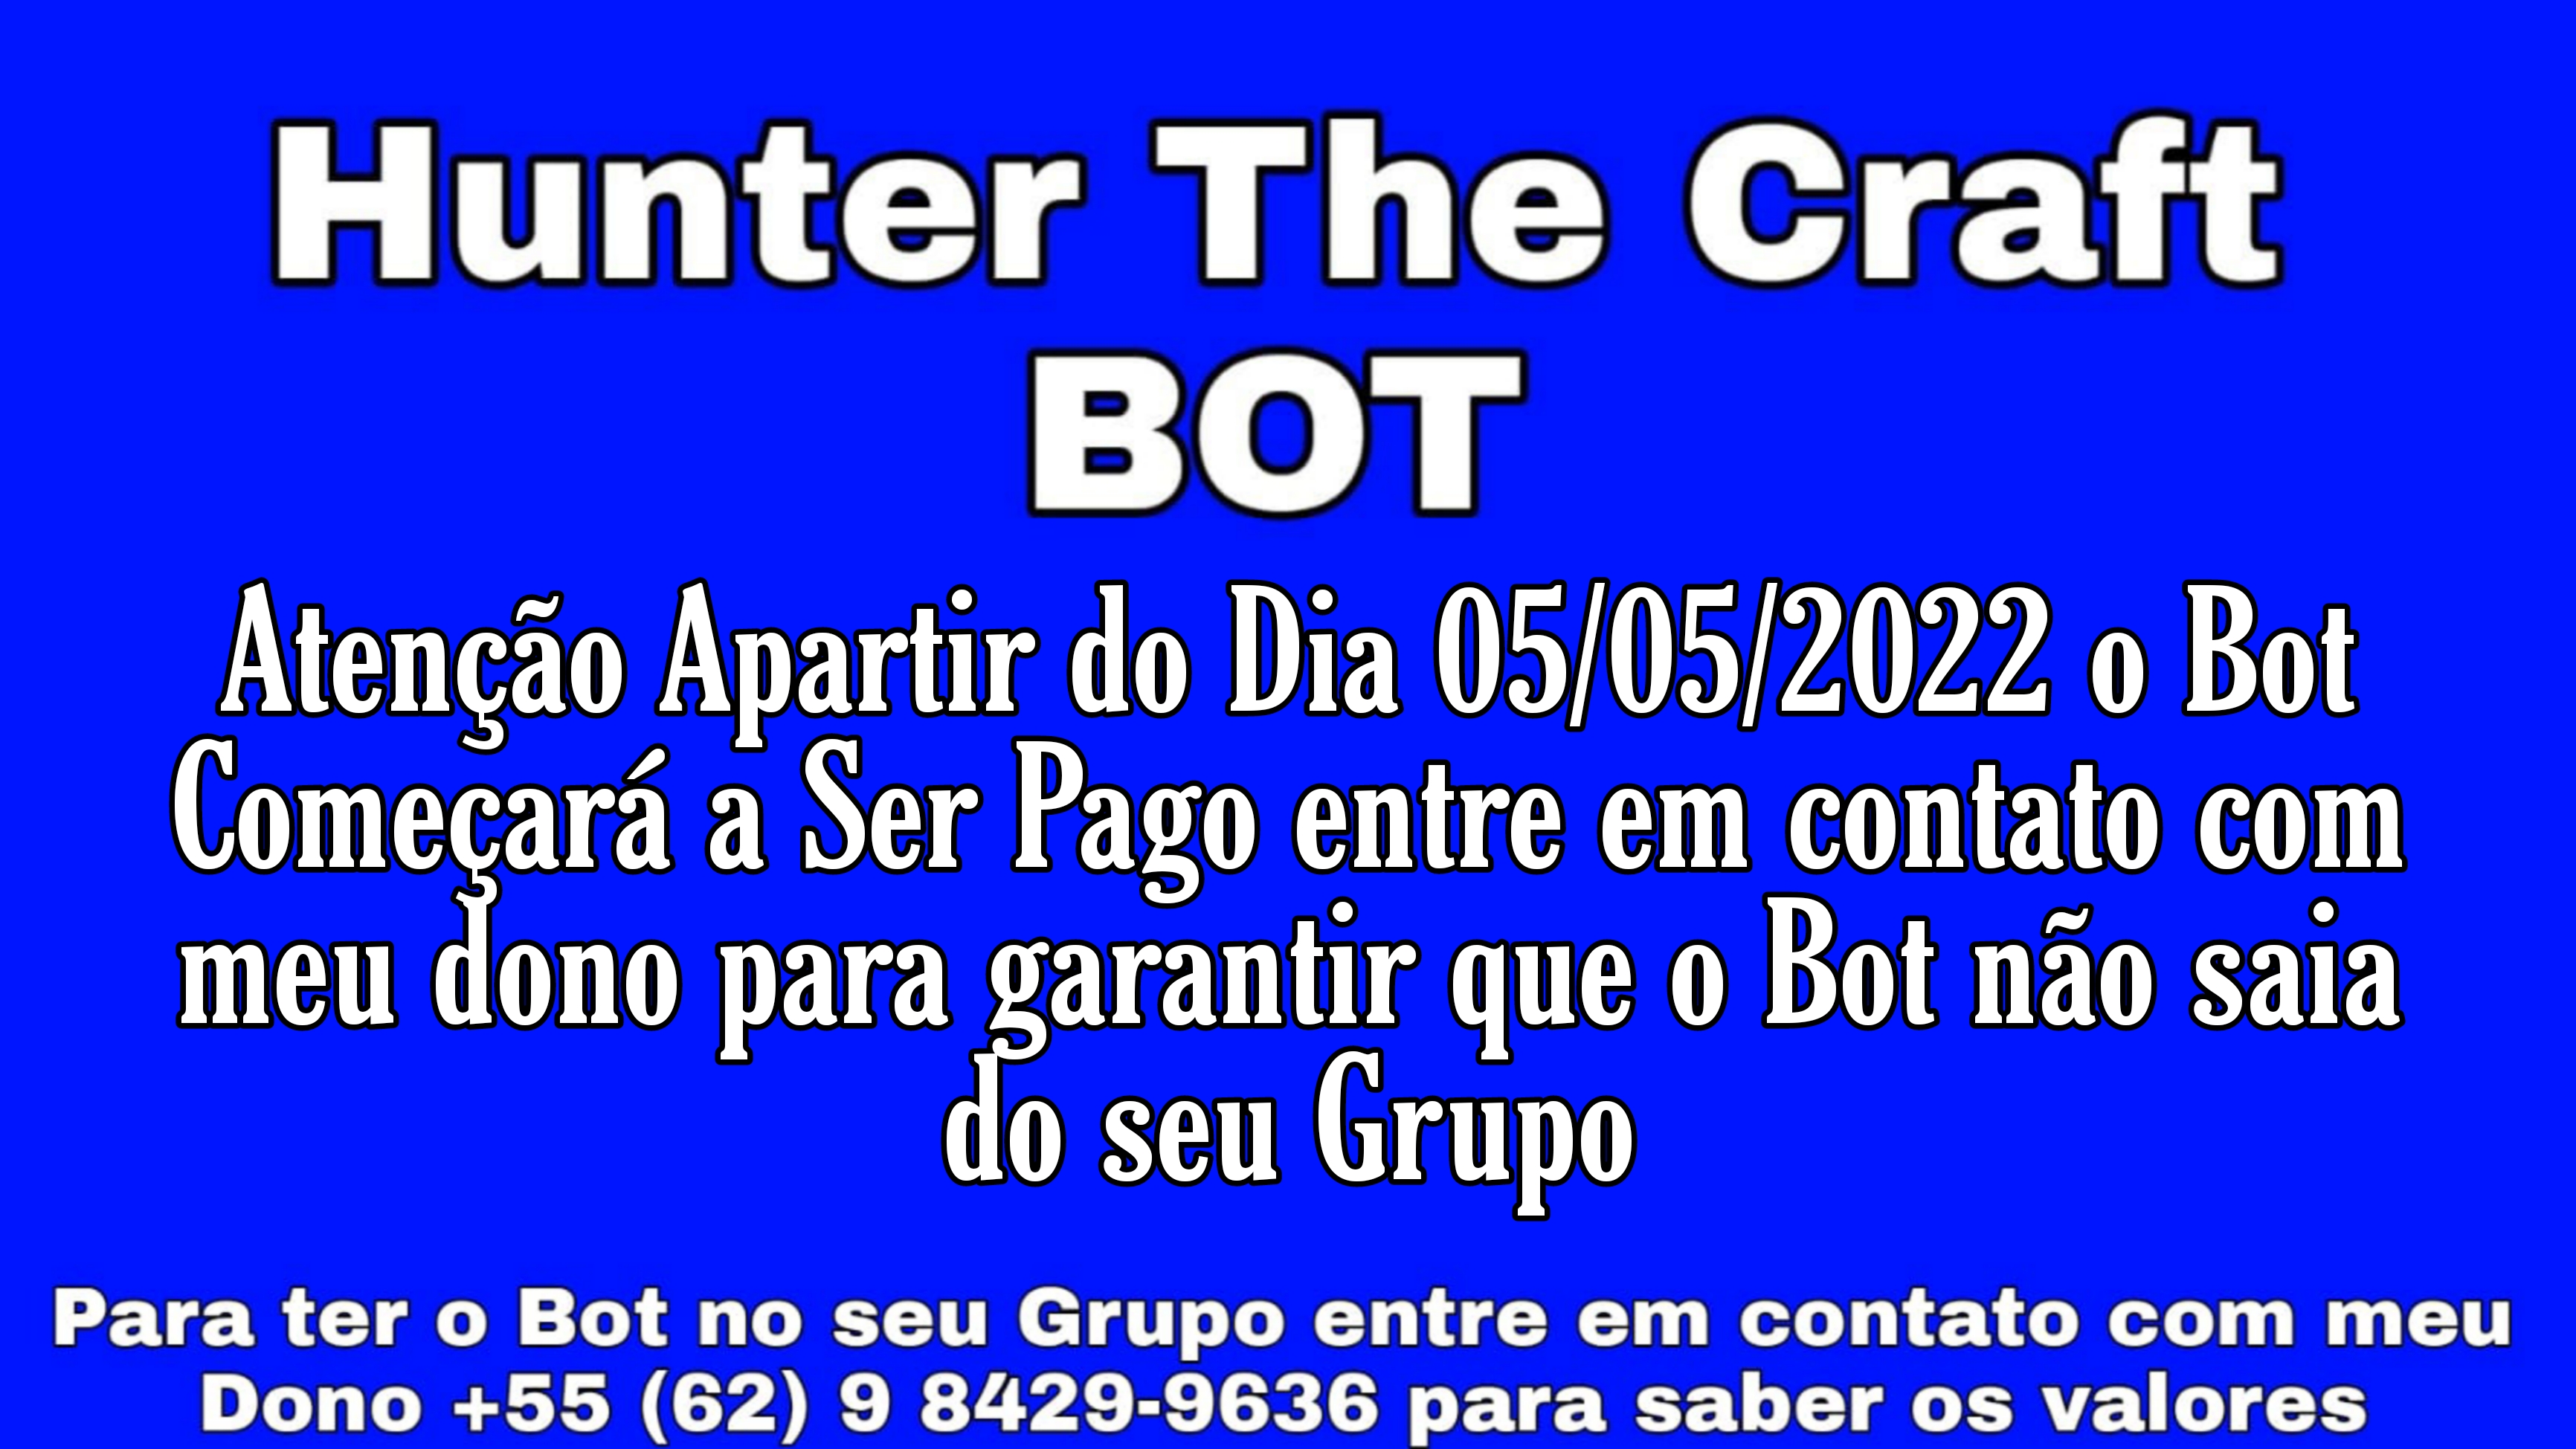 Hunter The Craft
BOT
Atenção Apartir do Dia 05/05/2022 o Bot
Começará a Ser Pago entre em contato com
meu dono para garantir que o Bot não saia
do seu Grupo
Para ter o Bot no seu Grupo entre em contato com meu
Dono +55 (62) 9 8429-9636 para saber os valores